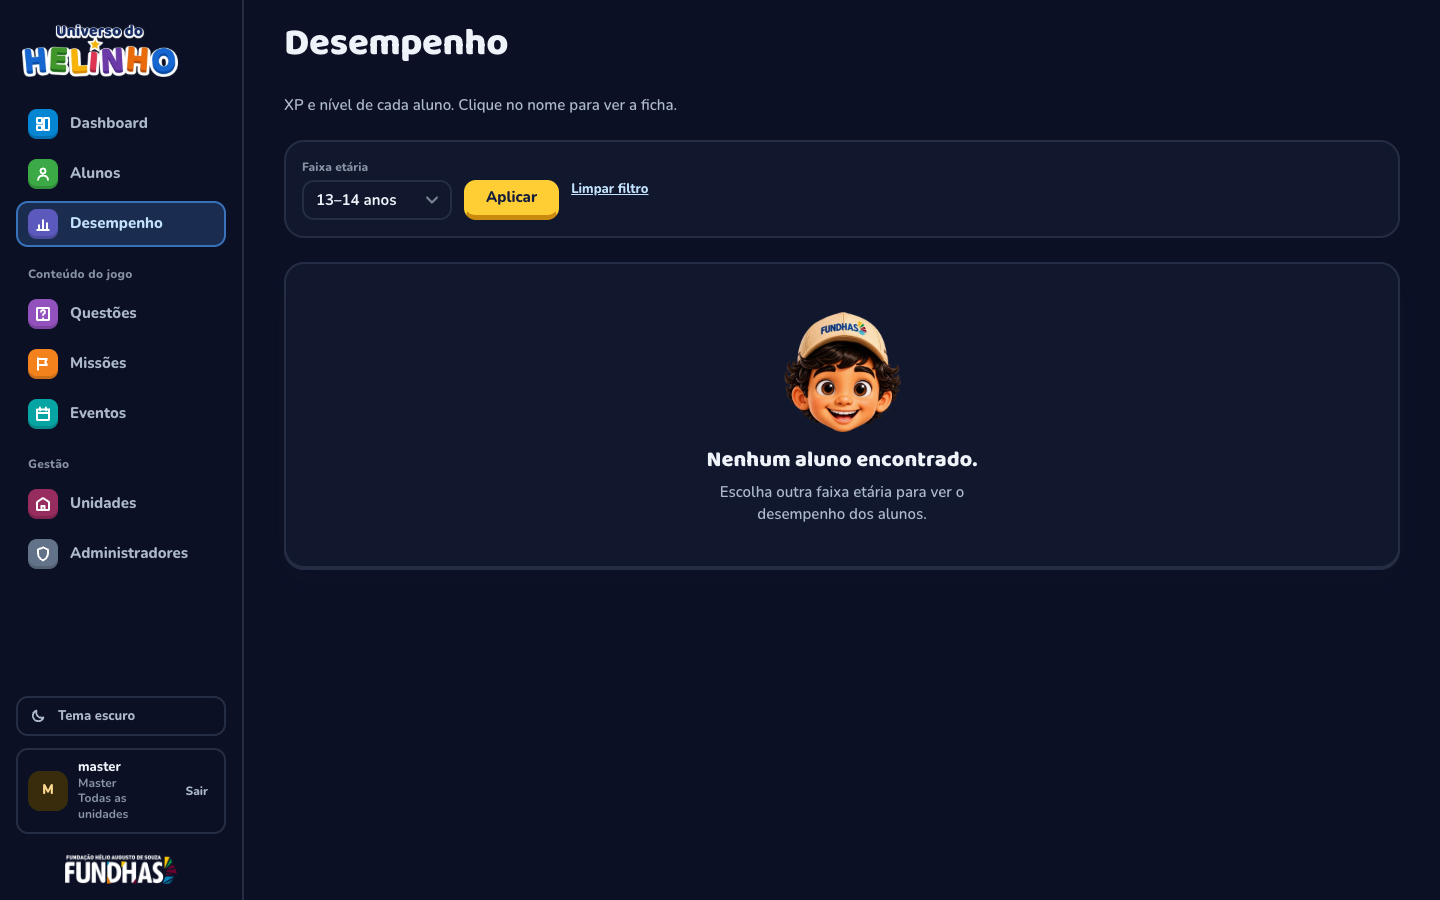 Universo do
HELINHO
Dashboard
Alunos
Desempenho
Conteúdo do jogo
Questões
Missões
Eventos
Gestão
Unidades
Administradores
Tema escuro
M
master
Master
Todas as
unidades
Sair
FUNDAÇÃO HÉLIO AUGUSTO DE SOUZA
FUNDHAS
Desempenho
XP e nível de cada aluno. Clique no nome para ver a ficha.
Faixa etária
13–14 anos
Aplicar
Limpar filtro
FUNDHAS
Nenhum aluno encontrado.
Escolha outra faixa etária para ver o
desempenho dos alunos.